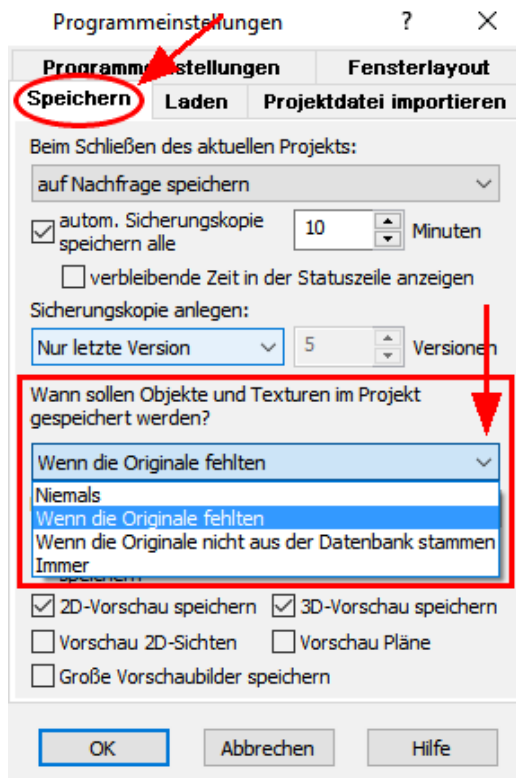 Programmeinstellungen ? ×
Programmeinstellungen Fensterlayout
Speichern Laden Projektdatei importieren
Beim Schließen des aktuellen Projekts:
auf Nachfrage speichern
autom. Sicherungskopie
speichern alle
10 Minuten
verbleibende Zeit in der Statuszeile anzeigen
Sicherungskopie anlegen:
Nur letzte Version 5 Versionen
Wann sollen Objekte und Texturen im Projekt
gespeichert werden?
Wenn die Originale fehlten
Niemals
Wenn die Originale fehlten
Wenn die Originale nicht aus der Datenbank stammen
Immer
2D-Vorschau speichern 3D-Vorschau speichern
Vorschau 2D-Sichten Vorschau Pläne
Große Vorschaubilder speichern
OK Abbrechen Hilfe